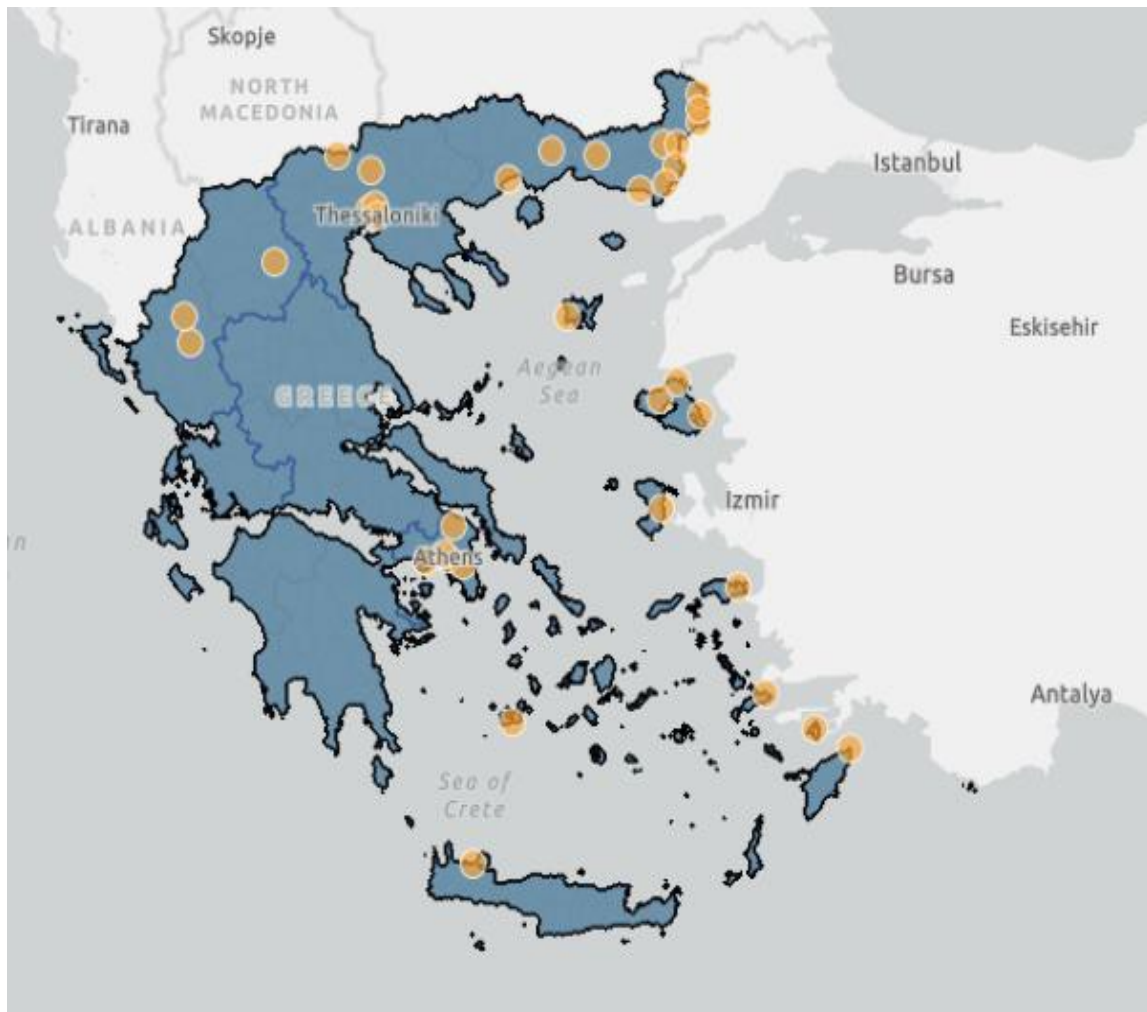 Skopje
NORTH
MACEDONIA
Tirana
Istanbul
Thessaloniki
ALBANIA
Bursa
Eskisehir
Aegean
Sea
GREECE
Izmir
Athens
Antalya
Sea of
Crete